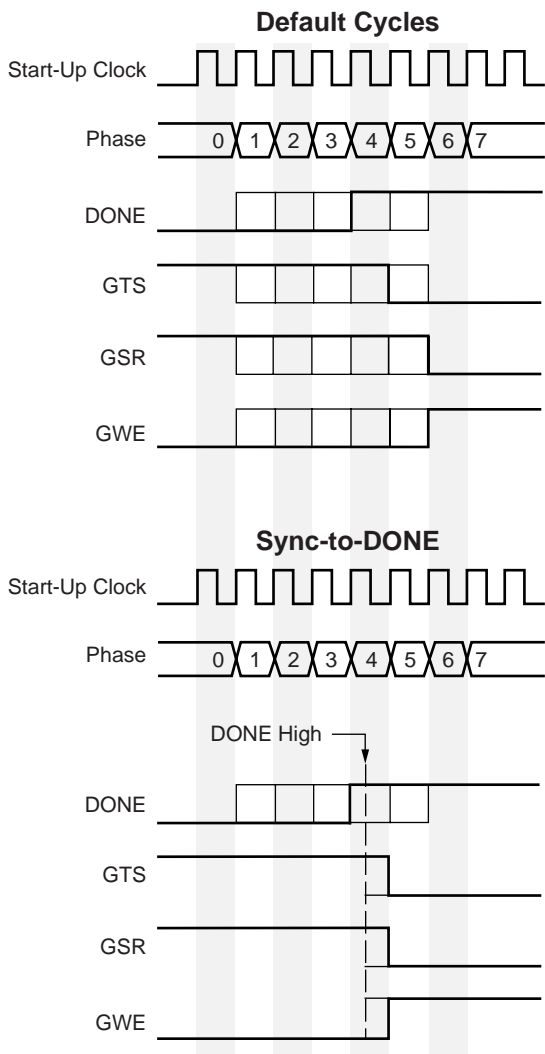 Default Cycles
Start-Up Clock
Phase 0 1 2 3 4 5 6 7
DONE
GTS
GSR
GWE
Sync-to-DONE
Start-Up Clock
Phase 0 1 2 3 4 5 6 7
DONE High
DONE
GTS
GSR
GWE